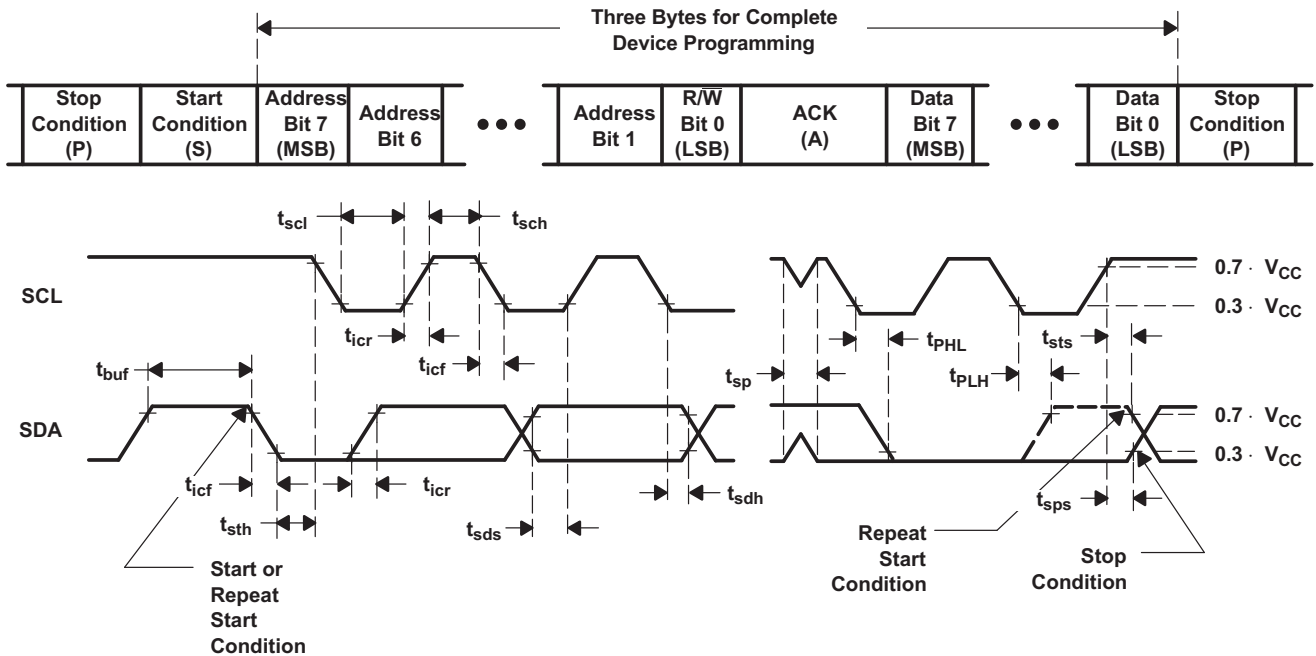 Three Bytes for Complete
Device Programming
Stop
Condition
(P)
Start
Condition
(S)
Address
Bit 7
(MSB)
Address
Bit 6
•••
Address
Bit 1
R/W̅
Bit 0
(LSB)
ACK
(A)
Data
Bit 7
(MSB)
•••
Data
Bit 0
(LSB)
Stop
Condition
(P)
tscl
tsch
SCL
0.7 · VCC
0.3 · VCC
ticr
ticf
tPHL
tsts
tbuf
tsp
tPLH
SDA
0.7 · VCC
0.3 · VCC
ticf
ticr
tsdh
tsps
tsth
tsds
Start or
Repeat
Start
Condition
Repeat
Start
Condition
Stop
Condition